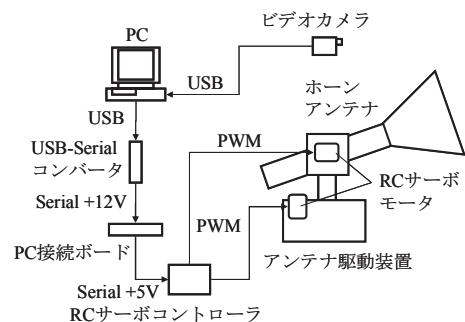 ビデオカメラ
PC
USB
ホーン
アンテナ
USB
USB-Serial
コンバータ
PWM
RCサーボ
モータ
Serial +12V
PWM
PC接続ボード
アンテナ駆動装置
Serial +5V
RCサーボコントローラ